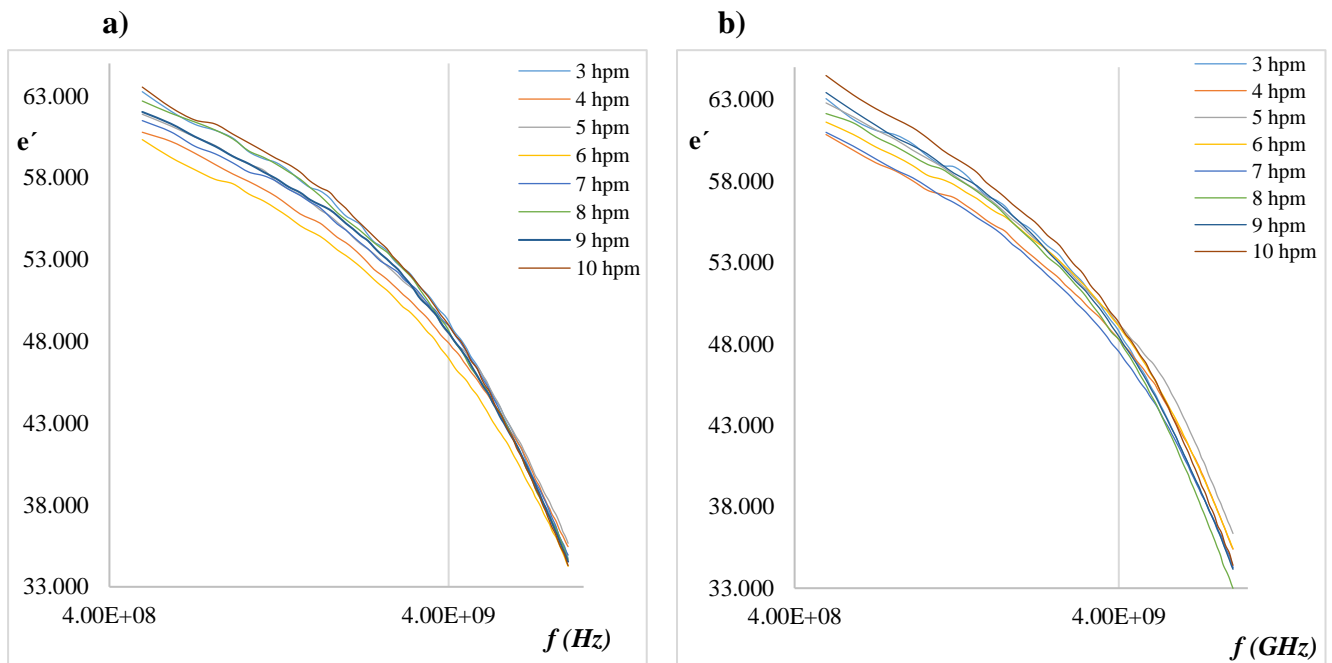 a)
63.000
58.000
53.000
48.000
43.000
38.000
33.000
e´
4.00E+08
4.00E+09
f (Hz)
3 hpm
4 hpm
5 hpm
6 hpm
7 hpm
8 hpm
9 hpm
10 hpm
b)
63.000
58.000
53.000
48.000
43.000
38.000
33.000
e´
4.00E+08
4.00E+09
f (GHz)
3 hpm
4 hpm
5 hpm
6 hpm
7 hpm
8 hpm
9 hpm
10 hpm